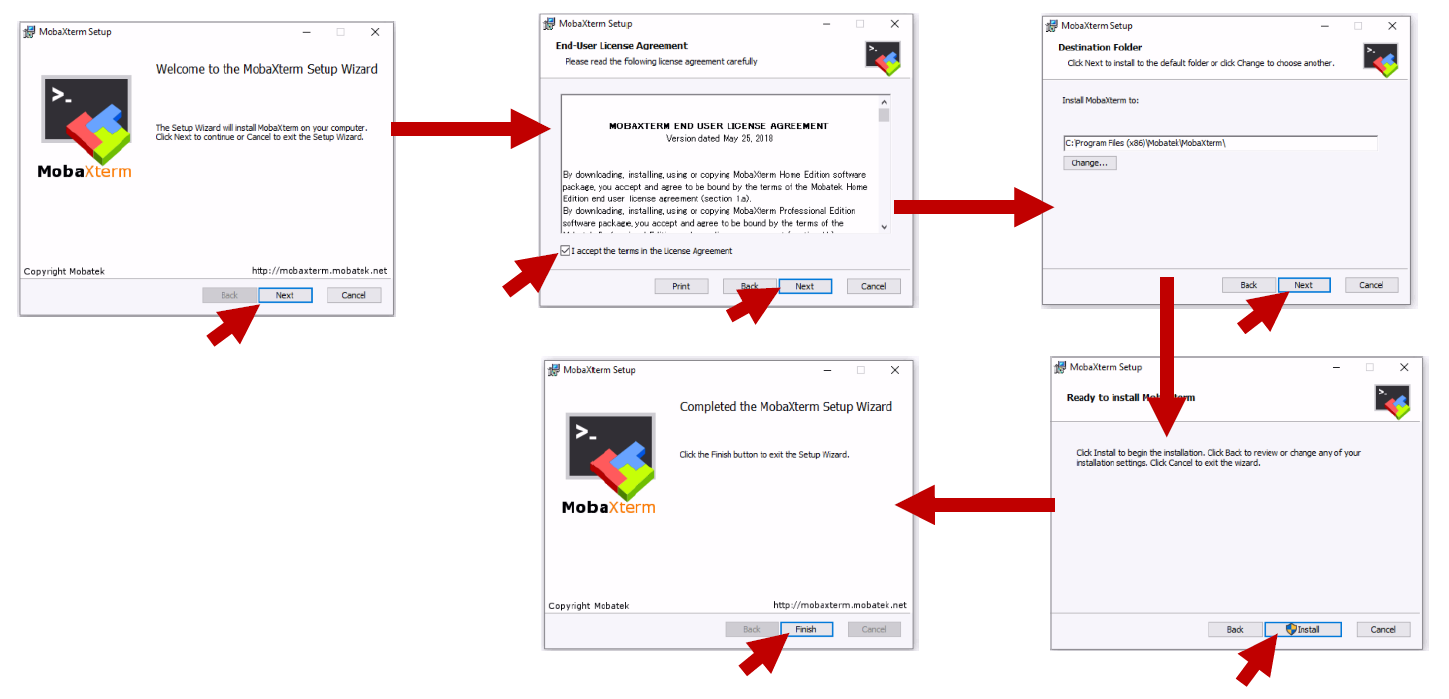 MobaXterm Setup
Welcome to the MobaXterm Setup Wizard
The Setup Wizard will install MobaXterm on your computer.
Click Next to continue or Cancel to exit the Setup Wizard.
>_
MobaXterm
Copyright Mobatek
http://mobaxterm.mobatek.net
Back
Next
Cancel
MobaXterm Setup
End-User License Agreement
Please read the following license agreement carefully
MOBAXTERM END USER LICENSE AGREEMENT
Version dated May 25, 2018
By downloading, installing, using or copying MobaXterm Home Edition software
package, you accept and agree to be bound by the terms of the Mobatek Home
Edition end user license agreement (section 1a).
By downloading, installing, using or copying MobaXterm Professional Edition
software package, you accept and agree to be bound by the terms of the
I accept the terms in the License Agreement
Print
Back
Next
Cancel
MobaXterm Setup
Destination Folder
Click Next to install to the default folder or click Change to choose another.
Install MobaXterm to:
C:\Program Files (x86)\Mobatek\MobaXterm\
Change...
Back
Next
Cancel
MobaXterm Setup
Ready to install MobaXterm
Click Install to begin the installation. Click Back to review or change any of your
installation settings. Click Cancel to exit the wizard.
Back
Install
Cancel
MobaXterm Setup
Completed the MobaXterm Setup Wizard
Click the Finish button to exit the Setup Wizard.
>_
MobaXterm
Copyright Mobatek
http://mobaxterm.mobatek.net
Back
Finish
Cancel